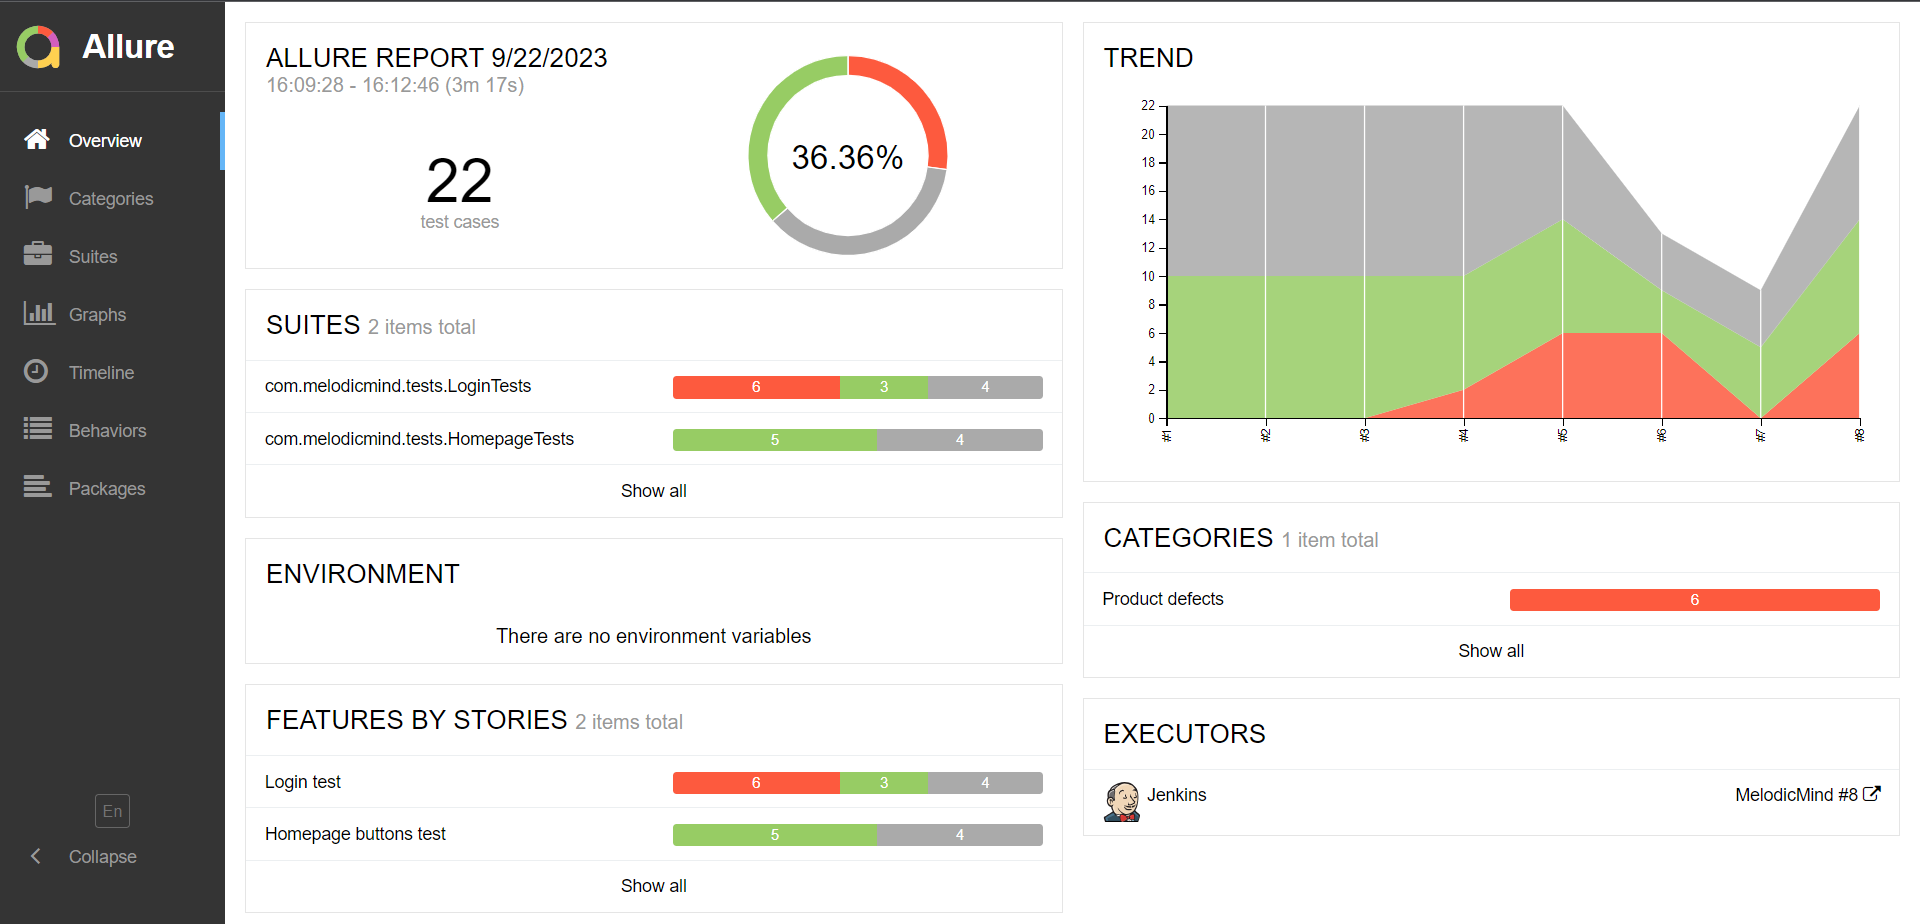 Allure
Overview
Categories
Suites
Graphs
Timeline
Behaviors
Packages
En
Collapse
ALLURE REPORT 9/22/2023
16:09:28 - 16:12:46 (3m 17s)
22
test cases
36.36%
SUITES 2 items total
com.melodicmind.tests.LoginTests 6 3 4
com.melodicmind.tests.HomepageTests 5 4
Show all
ENVIRONMENT
There are no environment variables
FEATURES BY STORIES 2 items total
Login test 6 3 4
Homepage buttons test 5 4
Show all
TREND
22
20
18
16
14
12
10
8
6
4
2
0
#1 #2 #3 #4 #5 #6 #7 #8
CATEGORIES 1 item total
Product defects 6
Show all
EXECUTORS
Jenkins MelodicMind #8